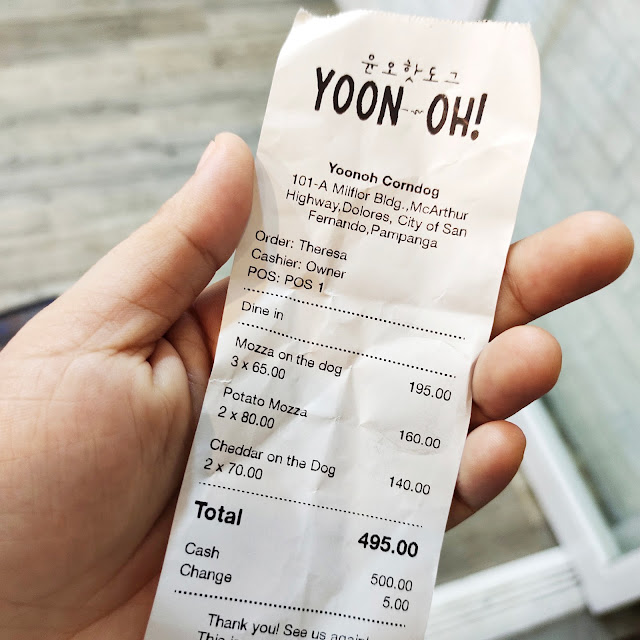 윤오핫도그
YOON OH!
Yoonoh Corndog
101-A Milflor Bldg.,McArthur
Highway,Dolores, City of San
Fernando,Pampanga
Order: Theresa
Cashier: Owner
POS: POS 1
Dine in
Mozza on the dog
3 x 65.00 195.00
Potato Mozza
2 x 80.00 160.00
Cheddar on the Dog
2 x 70.00 140.00
Total 495.00
Cash 500.00
Change 5.00
Thank you! See us again!
This